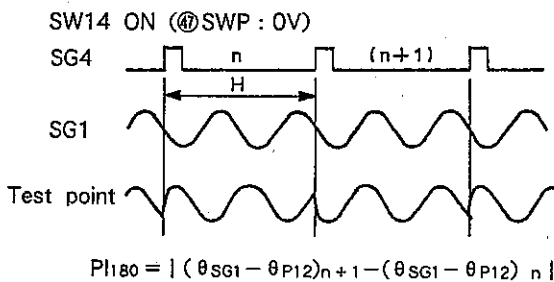 SW14 ON (㊼SWP : 0V)
SG4
n
(n+1)
H
SG1
Test point
PI180 = | (θSG1 − θP12)n+1 −(θSG1 − θP12) n |